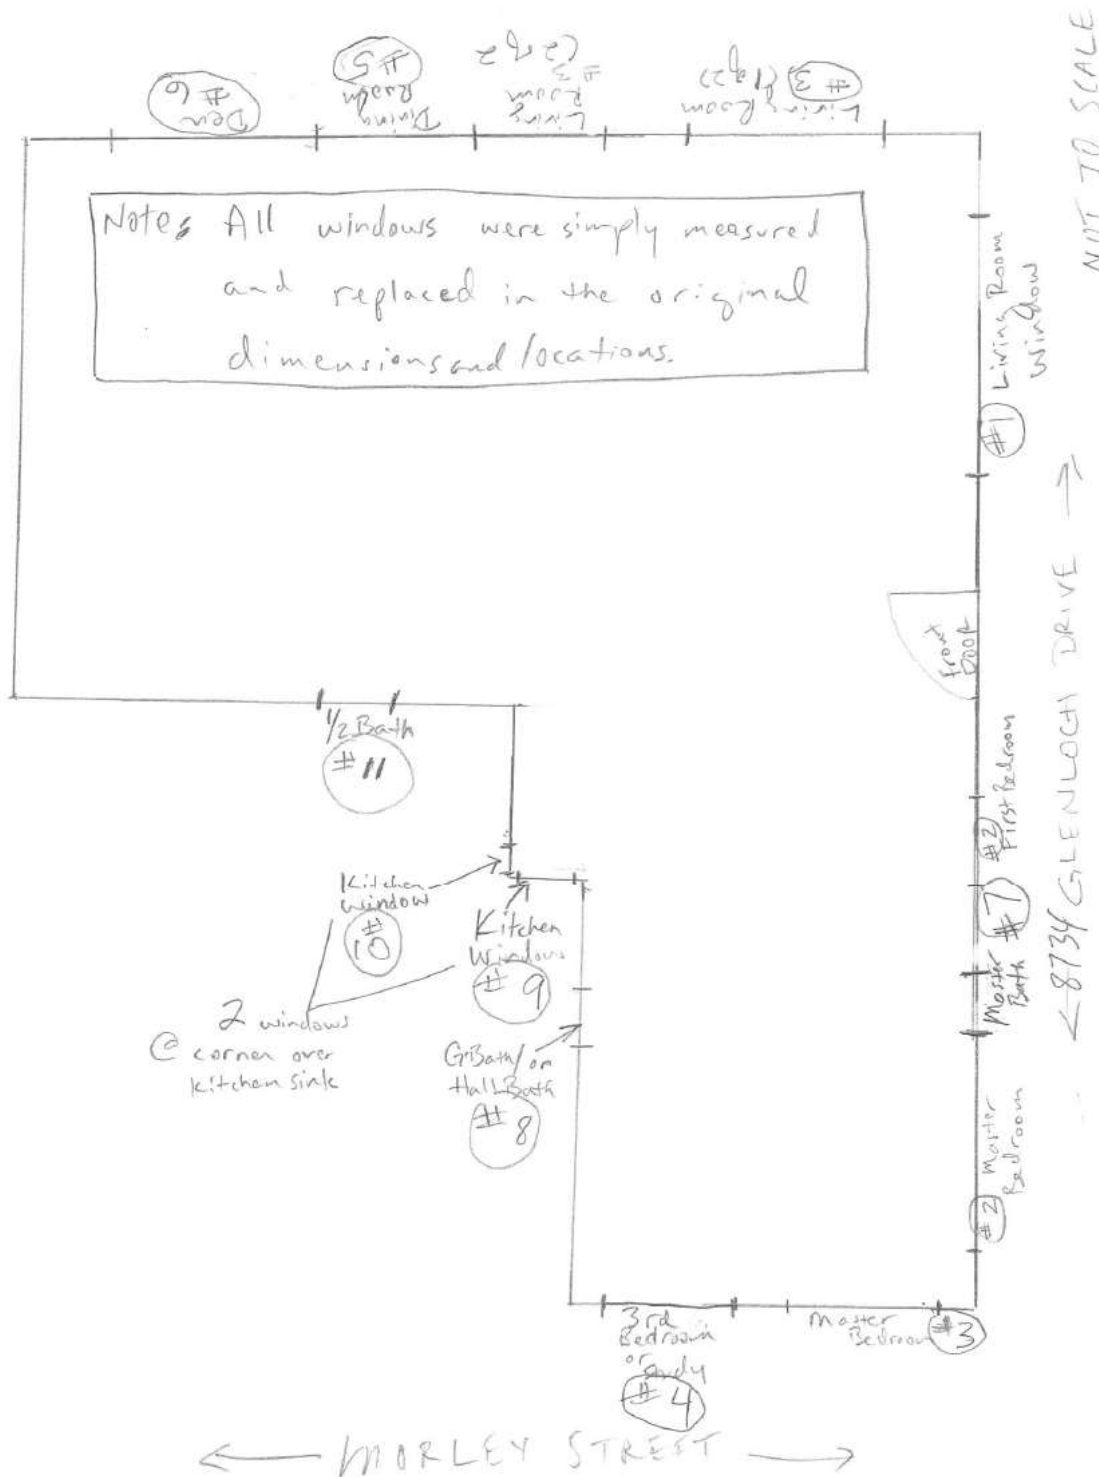 Den
#6
Dining
Room
#5
Living
Room
#3
(2 of 2
Living Room
#3
(1 of 2)
NOT TO SCALE
Note: All windows were simply measured
and replaced in the original
dimensions and locations.
#1 Living Room
Window
Front
Door
← 8734 GLENLOCH DRIVE →
1/2 Bath
#11
#2
First Bedroom
#7
Master
Bath
Kitchen
window
#10
Kitchen
Windows
#9
2 windows
@ corner over
kitchen sink
G.Bath/or
Hall Bath
#8
#2 Master
Bedroom
3rd
Bedroom
or
Study
#4
Master
Bedroom
#3
← MORLEY STREET →